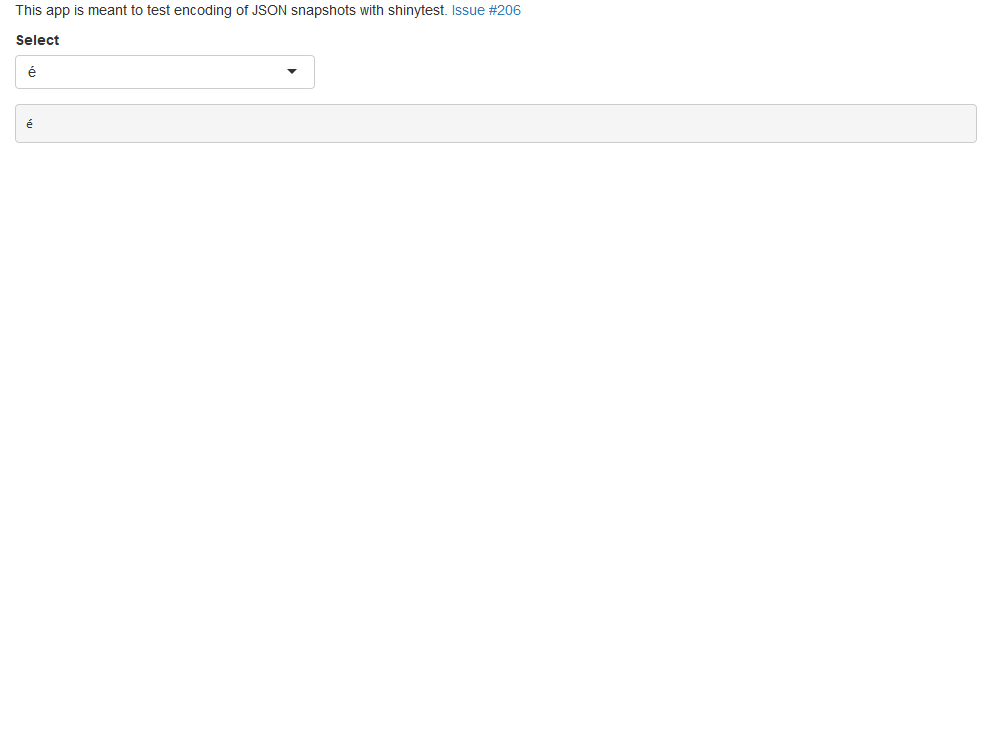 This app is meant to test encoding of JSON snapshots with shinytest. Issue #206
Select
é
é